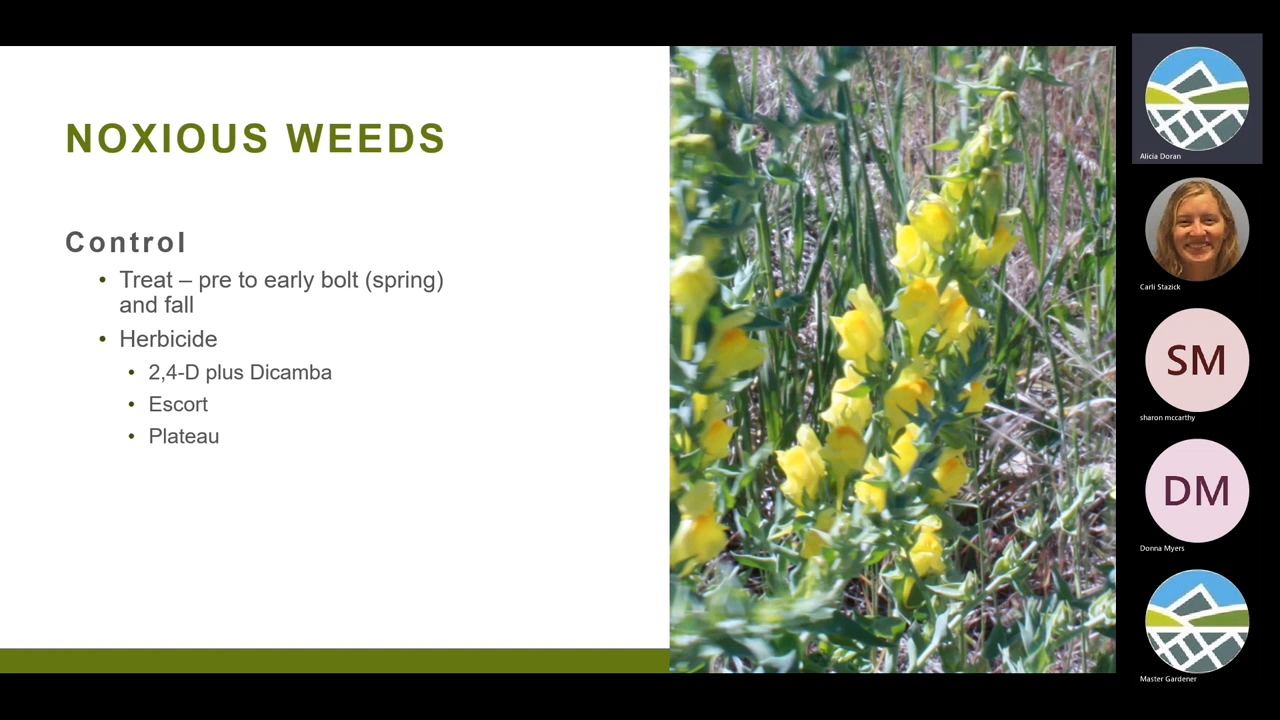 NOXIOUS WEEDS
Control
• Treat – pre to early bolt (spring)
and fall
• Herbicide
• 2,4-D plus Dicamba
• Escort
• Plateau
Alicia Doran
Carli Stazick
SM
sharon mccarthy
DM
Donna Myers
Master Gardener